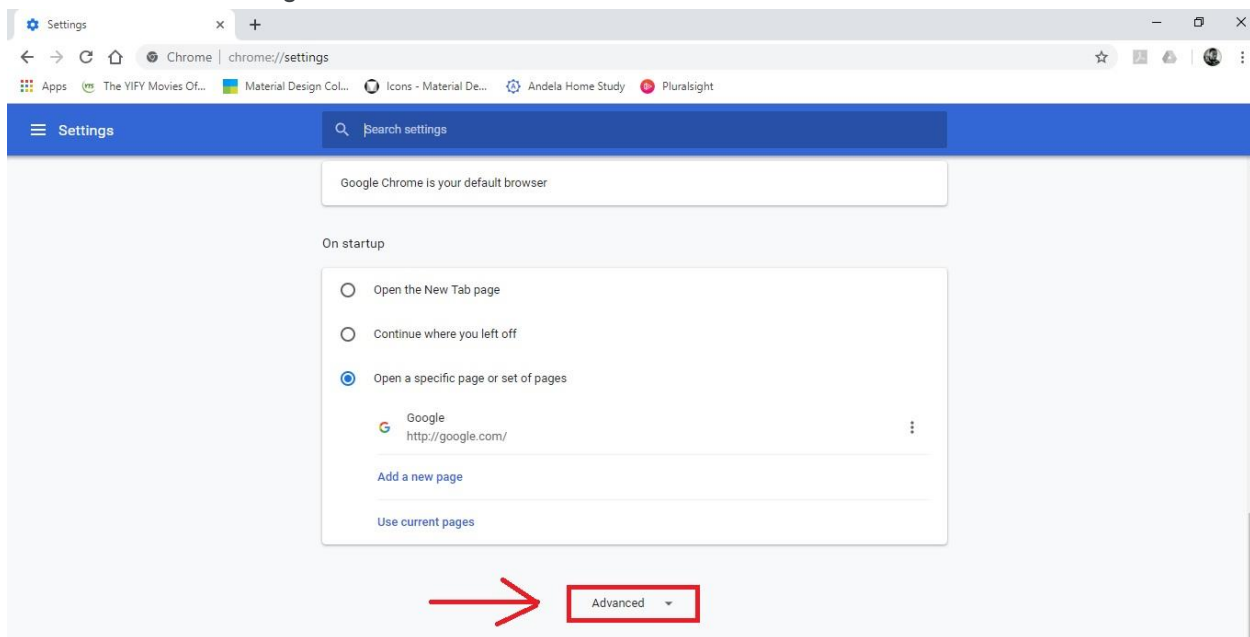 Settings
Chrome | chrome://settings
Apps The YIFY Movies Of... Material Design Col... Icons - Material De... Andela Home Study Pluralsight
Settings
Search settings
Google Chrome is your default browser
On startup
Open the New Tab page
Continue where you left off
Open a specific page or set of pages
Google
http://google.com/
Add a new page
Use current pages
Advanced